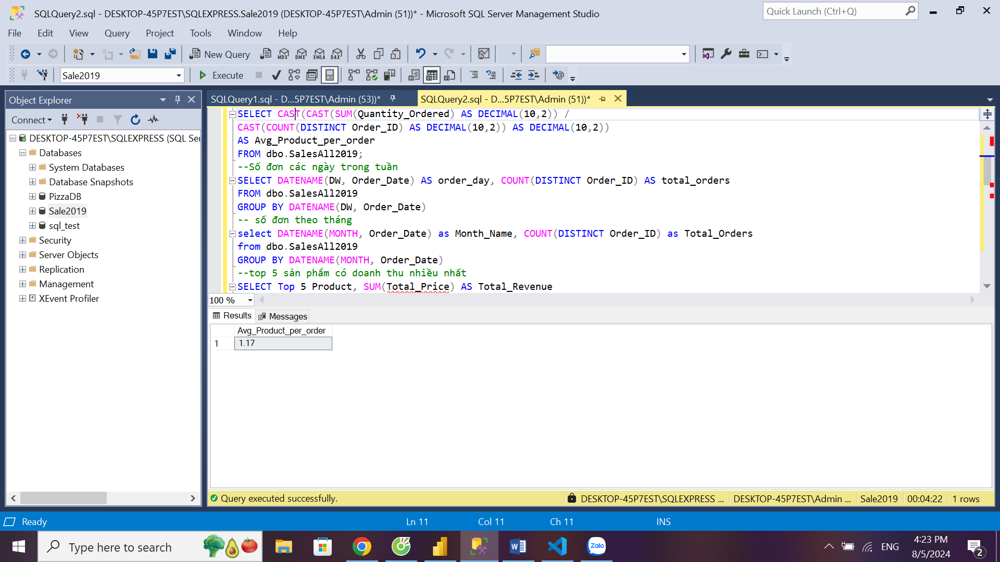 SQLQuery2.sql - DESKTOP-45P7EST\SQLEXPRESS.Sale2019 (DESKTOP-45P7EST\Admin (51))* - Microsoft SQL Server Management Studio
Quick Launch (Ctrl+Q)
File Edit View Query Project Tools Window Help
New Query MDX DMX XMLA DAX
Sale2019 Execute
Object Explorer
Connect
DESKTOP-45P7EST\SQLEXPRESS (SQL Ser
Databases
System Databases
Database Snapshots
PizzaDB
Sale2019
sql_test
Security
Server Objects
Replication
Management
XEvent Profiler
SQLQuery1.sql - D...5P7EST\Admin (53))* SQLQuery2.sql - D...5P7EST\Admin (51))*
SELECT CAST(CAST(SUM(Quantity_Ordered) AS DECIMAL(10,2)) /
CAST(COUNT(DISTINCT Order_ID) AS DECIMAL(10,2)) AS DECIMAL(10,2))
AS Avg_Product_per_order
FROM dbo.SalesAll2019;
--Số đơn các ngày trong tuần
SELECT DATENAME(DW, Order_Date) AS order_day, COUNT(DISTINCT Order_ID) AS total_orders
FROM dbo.SalesAll2019
GROUP BY DATENAME(DW, Order_Date)
-- số đơn theo tháng
select DATENAME(MONTH, Order_Date) as Month_Name, COUNT(DISTINCT Order_ID) as Total_Orders
from dbo.SalesAll2019
GROUP BY DATENAME(MONTH, Order_Date)
--top 5 sản phẩm có doanh thu nhiều nhất
SELECT Top 5 Product, SUM(Total_Price) AS Total_Revenue
100 %
Results Messages
Avg_Product_per_order
1 1.17
Query executed successfully. DESKTOP-45P7EST\SQLEXPRESS ... DESKTOP-45P7EST\Admin ... Sale2019 00:04:22 1 rows
Ready Ln 11 Col 11 Ch 11 INS
Type here to search
Zalo
ENG
4:23 PM
8/5/2024
2